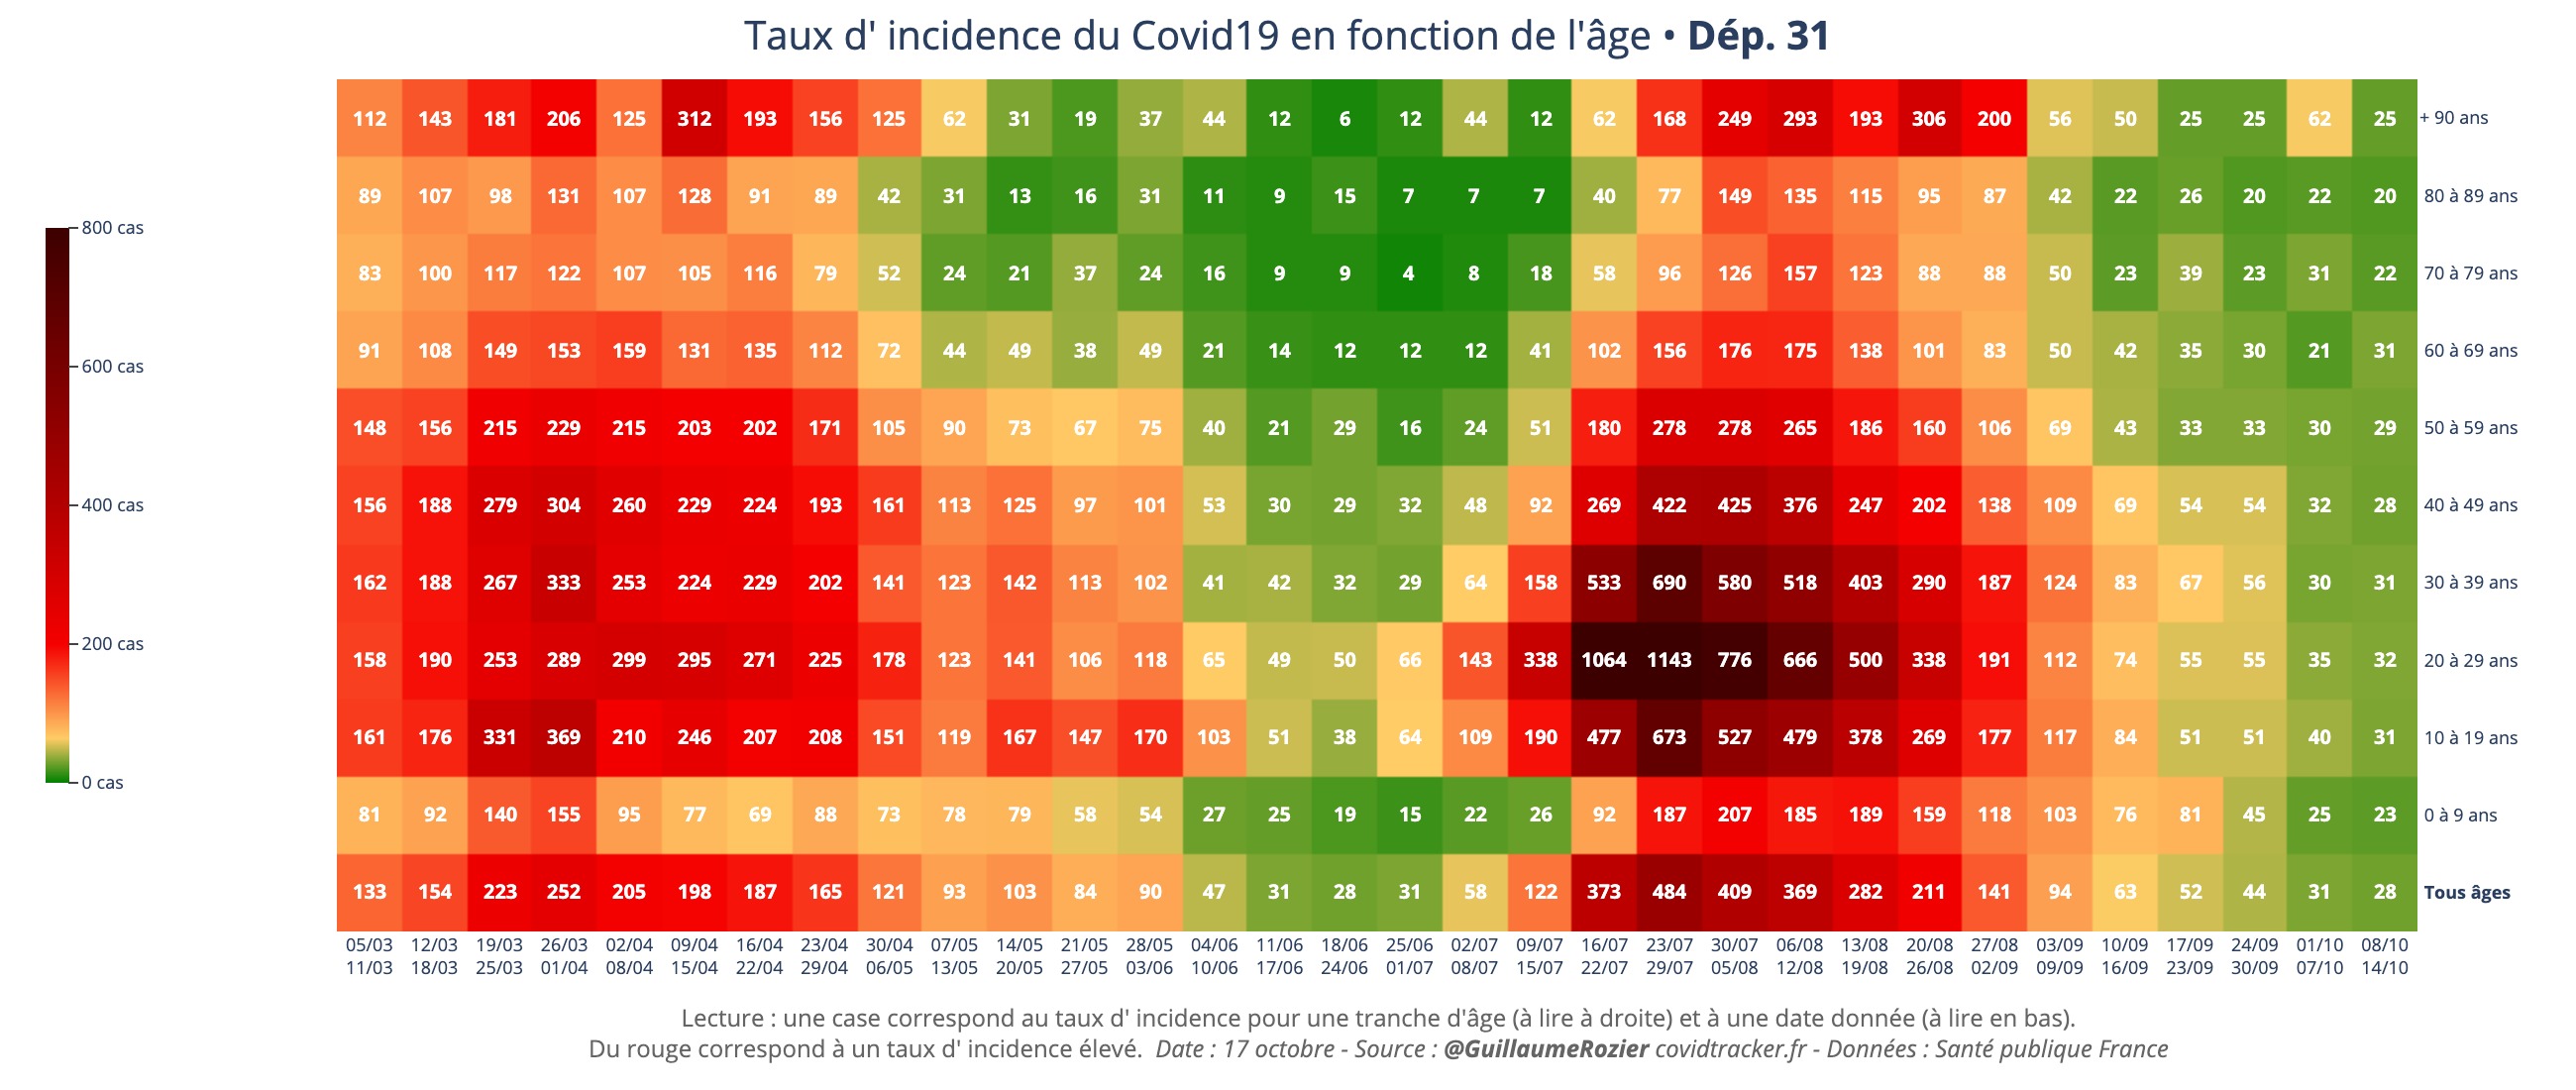 Taux d' incidence du Covid19 en fonction de l'âge • Dép. 31
112 143 181 206 125 312 193 156 125 62 31 19 37 44 12 6 12 44 12 62 168 249 293 193 306 200 56 50 25 25 62 25 + 90 ans
89 107 98 131 107 128 91 89 42 31 13 16 31 11 9 15 7 7 7 40 77 149 135 115 95 87 42 22 26 20 22 20 80 à 89 ans
800 cas
83 100 117 122 107 105 116 79 52 24 21 37 24 16 9 9 4 8 18 58 96 126 157 123 88 88 50 23 39 23 31 22 70 à 79 ans
91 108 149 153 159 131 135 112 72 44 49 38 49 21 14 12 12 12 41 102 156 176 175 138 101 83 50 42 35 30 21 31 60 à 69 ans
600 cas
148 156 215 229 215 203 202 171 105 90 73 67 75 40 21 29 16 24 51 180 278 278 265 186 160 106 69 43 33 33 30 29 50 à 59 ans
400 cas
156 188 279 304 260 229 224 193 161 113 125 97 101 53 30 29 32 48 92 269 422 425 376 247 202 138 109 69 54 54 32 28 40 à 49 ans
162 188 267 333 253 224 229 202 141 123 142 113 102 41 42 32 29 64 158 533 690 580 518 403 290 187 124 83 67 56 30 31 30 à 39 ans
200 cas
158 190 253 289 299 295 271 225 178 123 141 106 118 65 49 50 66 143 338 1064 1143 776 666 500 338 191 112 74 55 55 35 32 20 à 29 ans
161 176 331 369 210 246 207 208 151 119 167 147 170 103 51 38 64 109 190 477 673 527 479 378 269 177 117 84 51 51 40 31 10 à 19 ans
0 cas
81 92 140 155 95 77 69 88 73 78 79 58 54 27 25 19 15 22 26 92 187 207 185 189 159 118 103 76 81 45 25 23 0 à 9 ans
133 154 223 252 205 198 187 165 121 93 103 84 90 47 31 28 31 58 122 373 484 409 369 282 211 141 94 63 52 44 31 28 Tous âges
05/03 12/03 19/03 26/03 02/04 09/04 16/04 23/04 30/04 07/05 14/05 21/05 28/05 04/06 11/06 18/06 25/06 02/07 09/07 16/07 23/07 30/07 06/08 13/08 20/08 27/08 03/09 10/09 17/09 24/09 01/10 08/10
11/03 18/03 25/03 01/04 08/04 15/04 22/04 29/04 06/05 13/05 20/05 27/05 03/06 10/06 17/06 24/06 01/07 08/07 15/07 22/07 29/07 05/08 12/08 19/08 26/08 02/09 09/09 16/09 23/09 30/09 07/10 14/10
Lecture : une case correspond au taux d' incidence pour une tranche d'âge (à lire à droite) et à une date donnée (à lire en bas).
Du rouge correspond à un taux d' incidence élevé. Date : 17 octobre - Source : @GuillaumeRozier covidtracker.fr - Données : Santé publique France